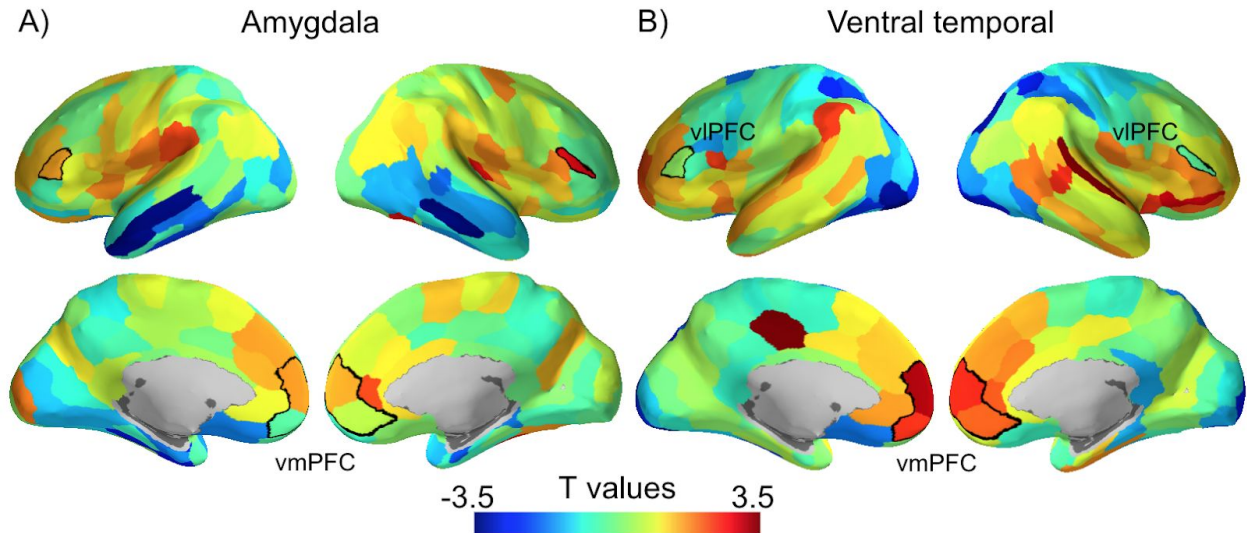 A) Amygdala B) Ventral temporal
vlPFC vlPFC
vmPFC vmPFC
T values
-3.5 3.5